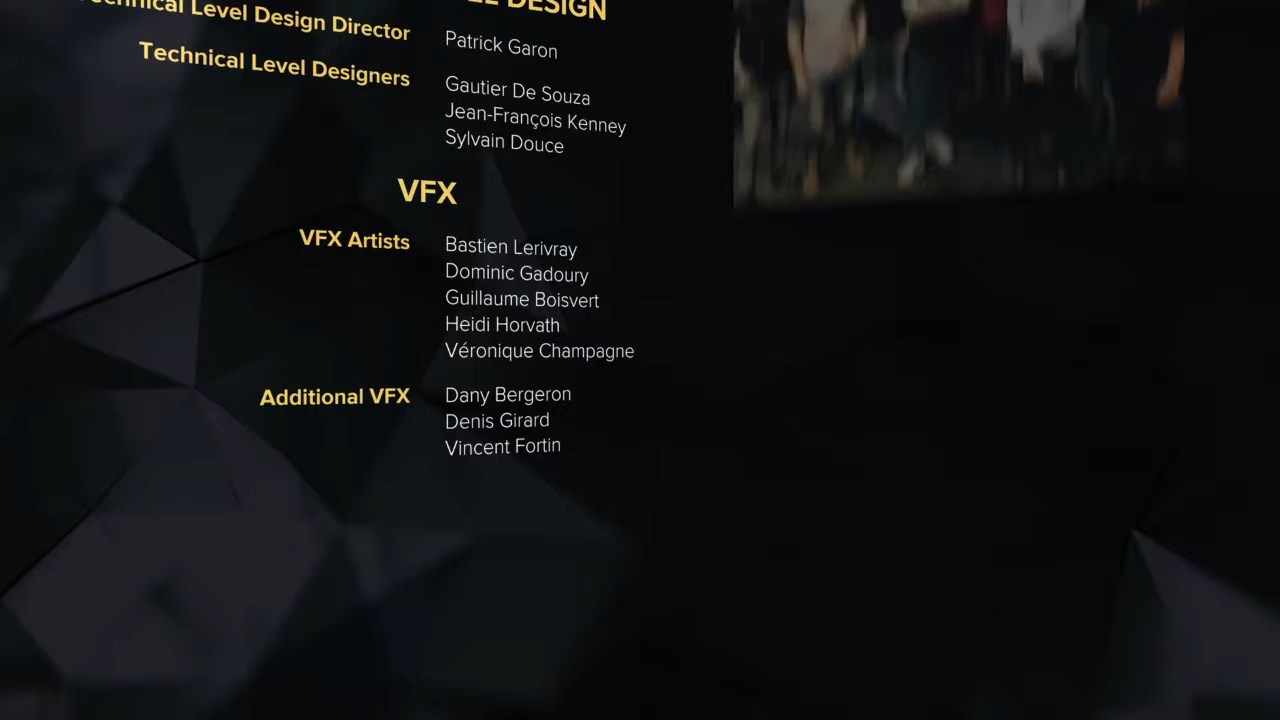 Technical Level Design Director
Patrick Garon
Technical Level Designers
Gautier De Souza
Jean-François Kenney
Sylvain Douce
VFX
VFX Artists
Bastien Lerivray
Dominic Gadoury
Guillaume Boisvert
Heidi Horvath
Véronique Champagne
Additional VFX
Dany Bergeron
Denis Girard
Vincent Fortin